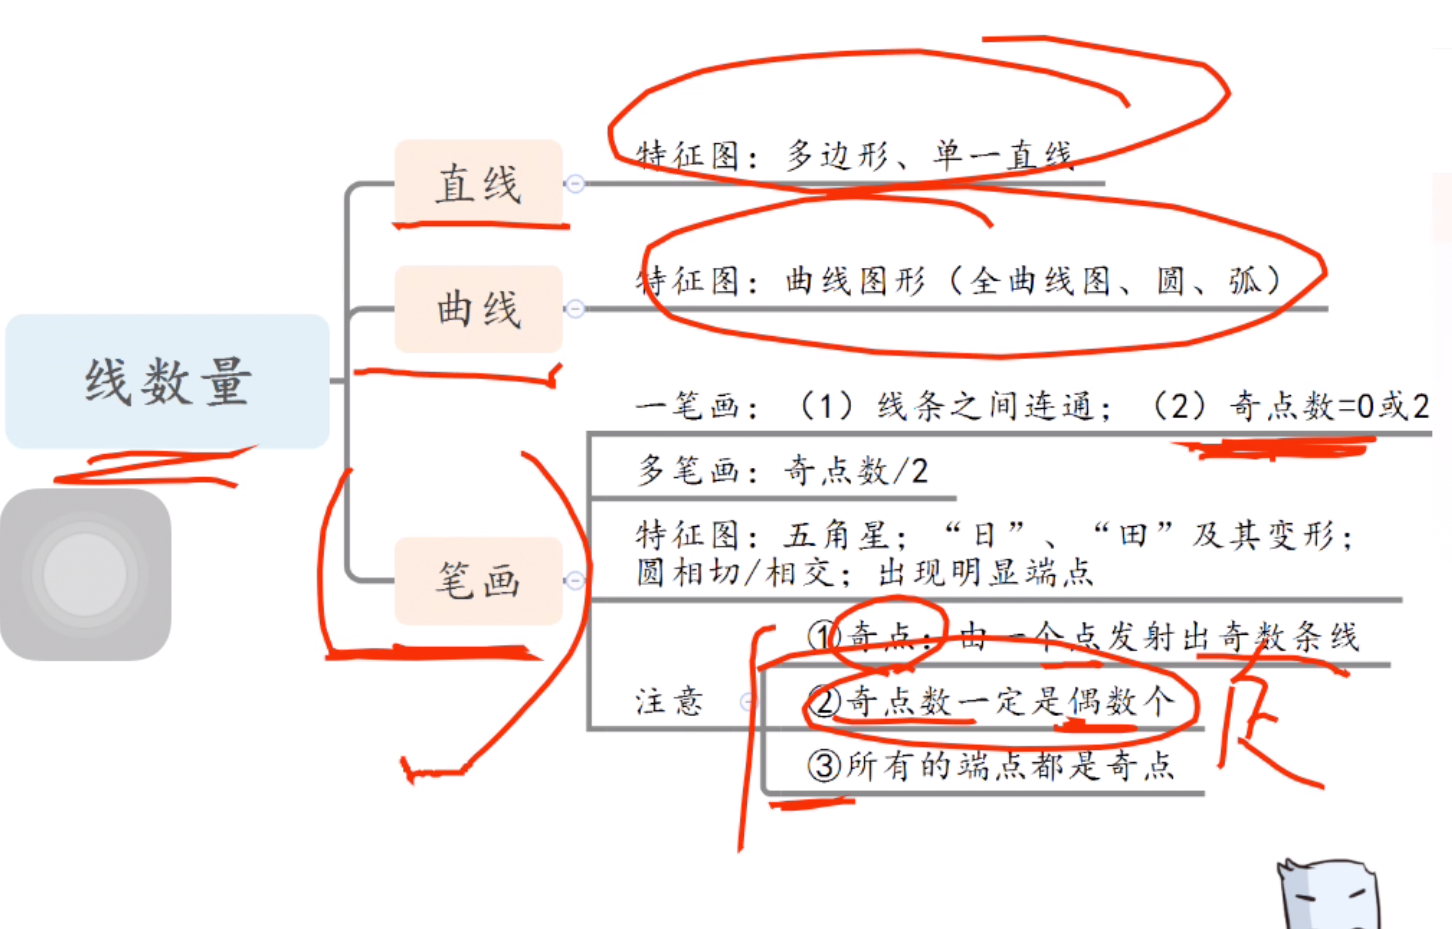 直线
特征图：多边形、单一直线
曲线
特征图：曲线图形（全曲线图、圆、弧）
线数量
一笔画：（1）线条之间连通；（2）奇点数=0或2
多笔画：奇点数/2
特征图：五角星；“日”、“田”及其变形；
圆相切/相交；出现明显端点
笔画
①奇点：由一个点发射出奇数条线
注意
②奇点数一定是偶数个
③所有的端点都是奇点